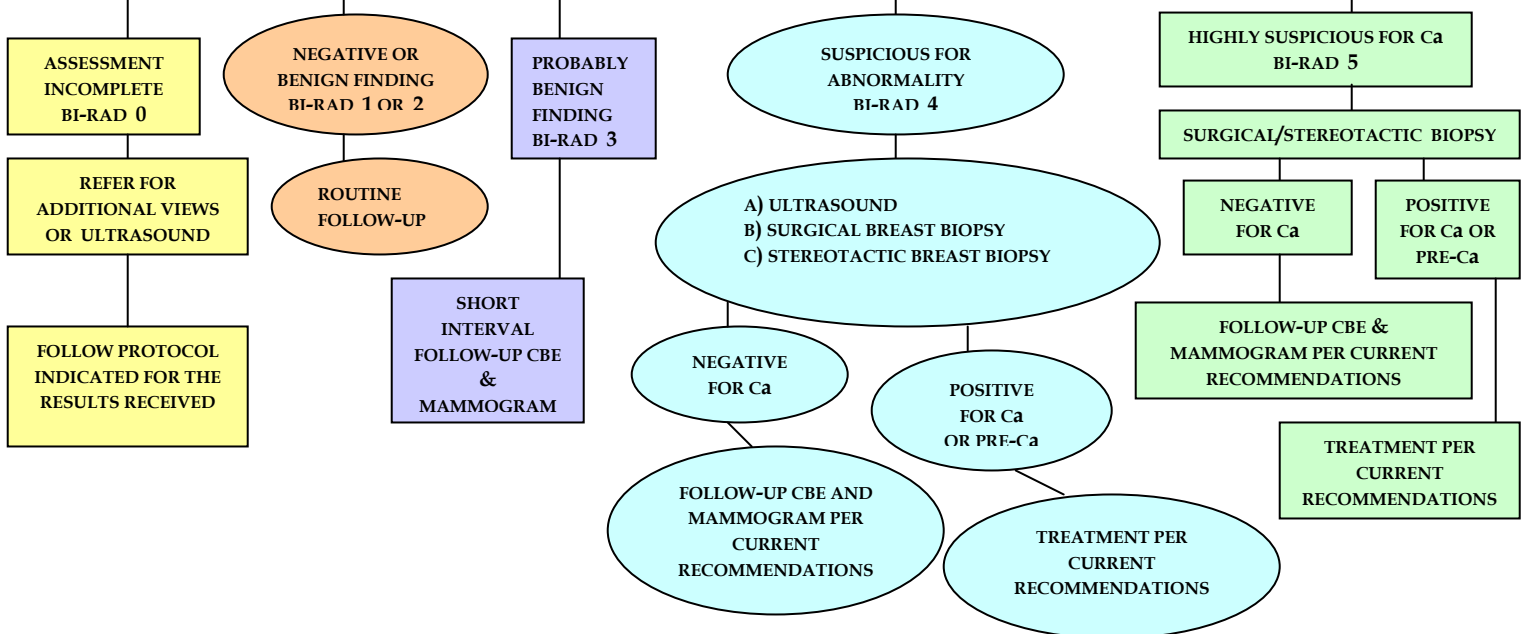 ASSESSMENT
INCOMPLETE
BI-RAD 0
REFER FOR
ADDITIONAL VIEWS
OR ULTRASOUND
FOLLOW PROTOCOL
INDICATED FOR THE
RESULTS RECEIVED
NEGATIVE OR
BENIGN FINDING
BI-RAD 1 OR 2
ROUTINE
FOLLOW-UP
PROBABLY
BENIGN
FINDING
BI-RAD 3
SHORT
INTERVAL
FOLLOW-UP CBE
&
MAMMOGRAM
SUSPICIOUS FOR
ABNORMALITY
BI-RAD 4
A) ULTRASOUND
B) SURGICAL BREAST BIOPSY
C) STEREOTACTIC BREAST BIOPSY
NEGATIVE
FOR Ca
FOLLOW-UP CBE AND
MAMMOGRAM PER
CURRENT
RECOMMENDATIONS
POSITIVE
FOR Ca
OR PRE-Ca
TREATMENT PER
CURRENT
RECOMMENDATIONS
HIGHLY SUSPICIOUS FOR Ca
BI-RAD 5
SURGICAL/STEREOTACTIC BIOPSY
NEGATIVE
FOR Ca
FOLLOW-UP CBE &
MAMMOGRAM PER CURRENT
RECOMMENDATIONS
POSITIVE
FOR Ca OR
PRE-Ca
TREATMENT PER
CURRENT
RECOMMENDATIONS